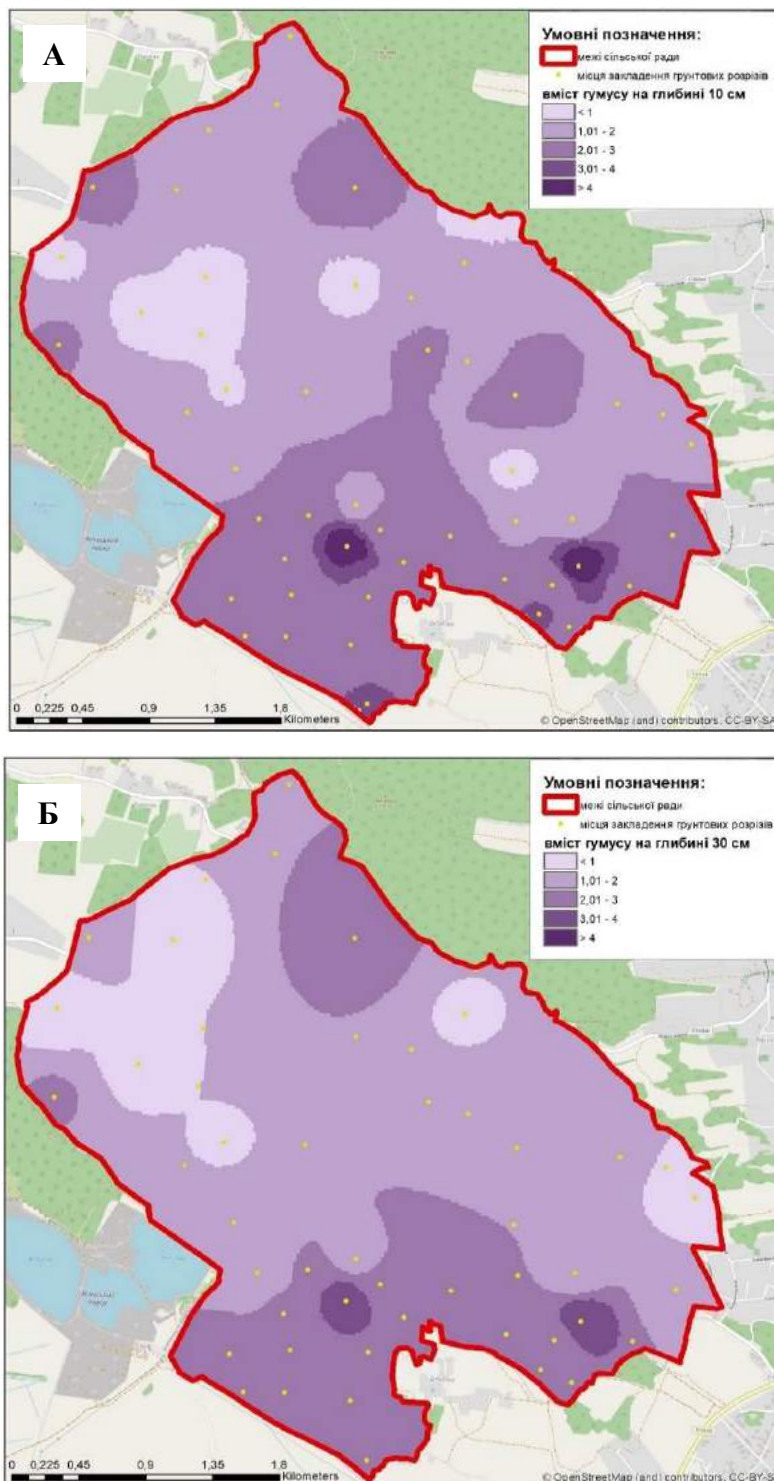 А
Умовні позначення:
межі сільської ради
місця закладення ґрунтових розрізів
вміст гумусу на глибині 10 см
< 1
1,01 - 2
2,01 - 3
3,01 - 4
> 4
0 0,225 0,45 0,9 1,35 1,8
Kilometers
© OpenStreetMap (and) contributors, CC-BY-SA
Б
Умовні позначення:
межі сільської ради
місця закладення ґрунтових розрізів
вміст гумусу на глибині 30 см
< 1
1,01 - 2
2,01 - 3
3,01 - 4
> 4
0 0,225 0,45 0,9 1,35 1,8
Kilometers
© OpenStreetMap (and) contributors, CC-BY-SA